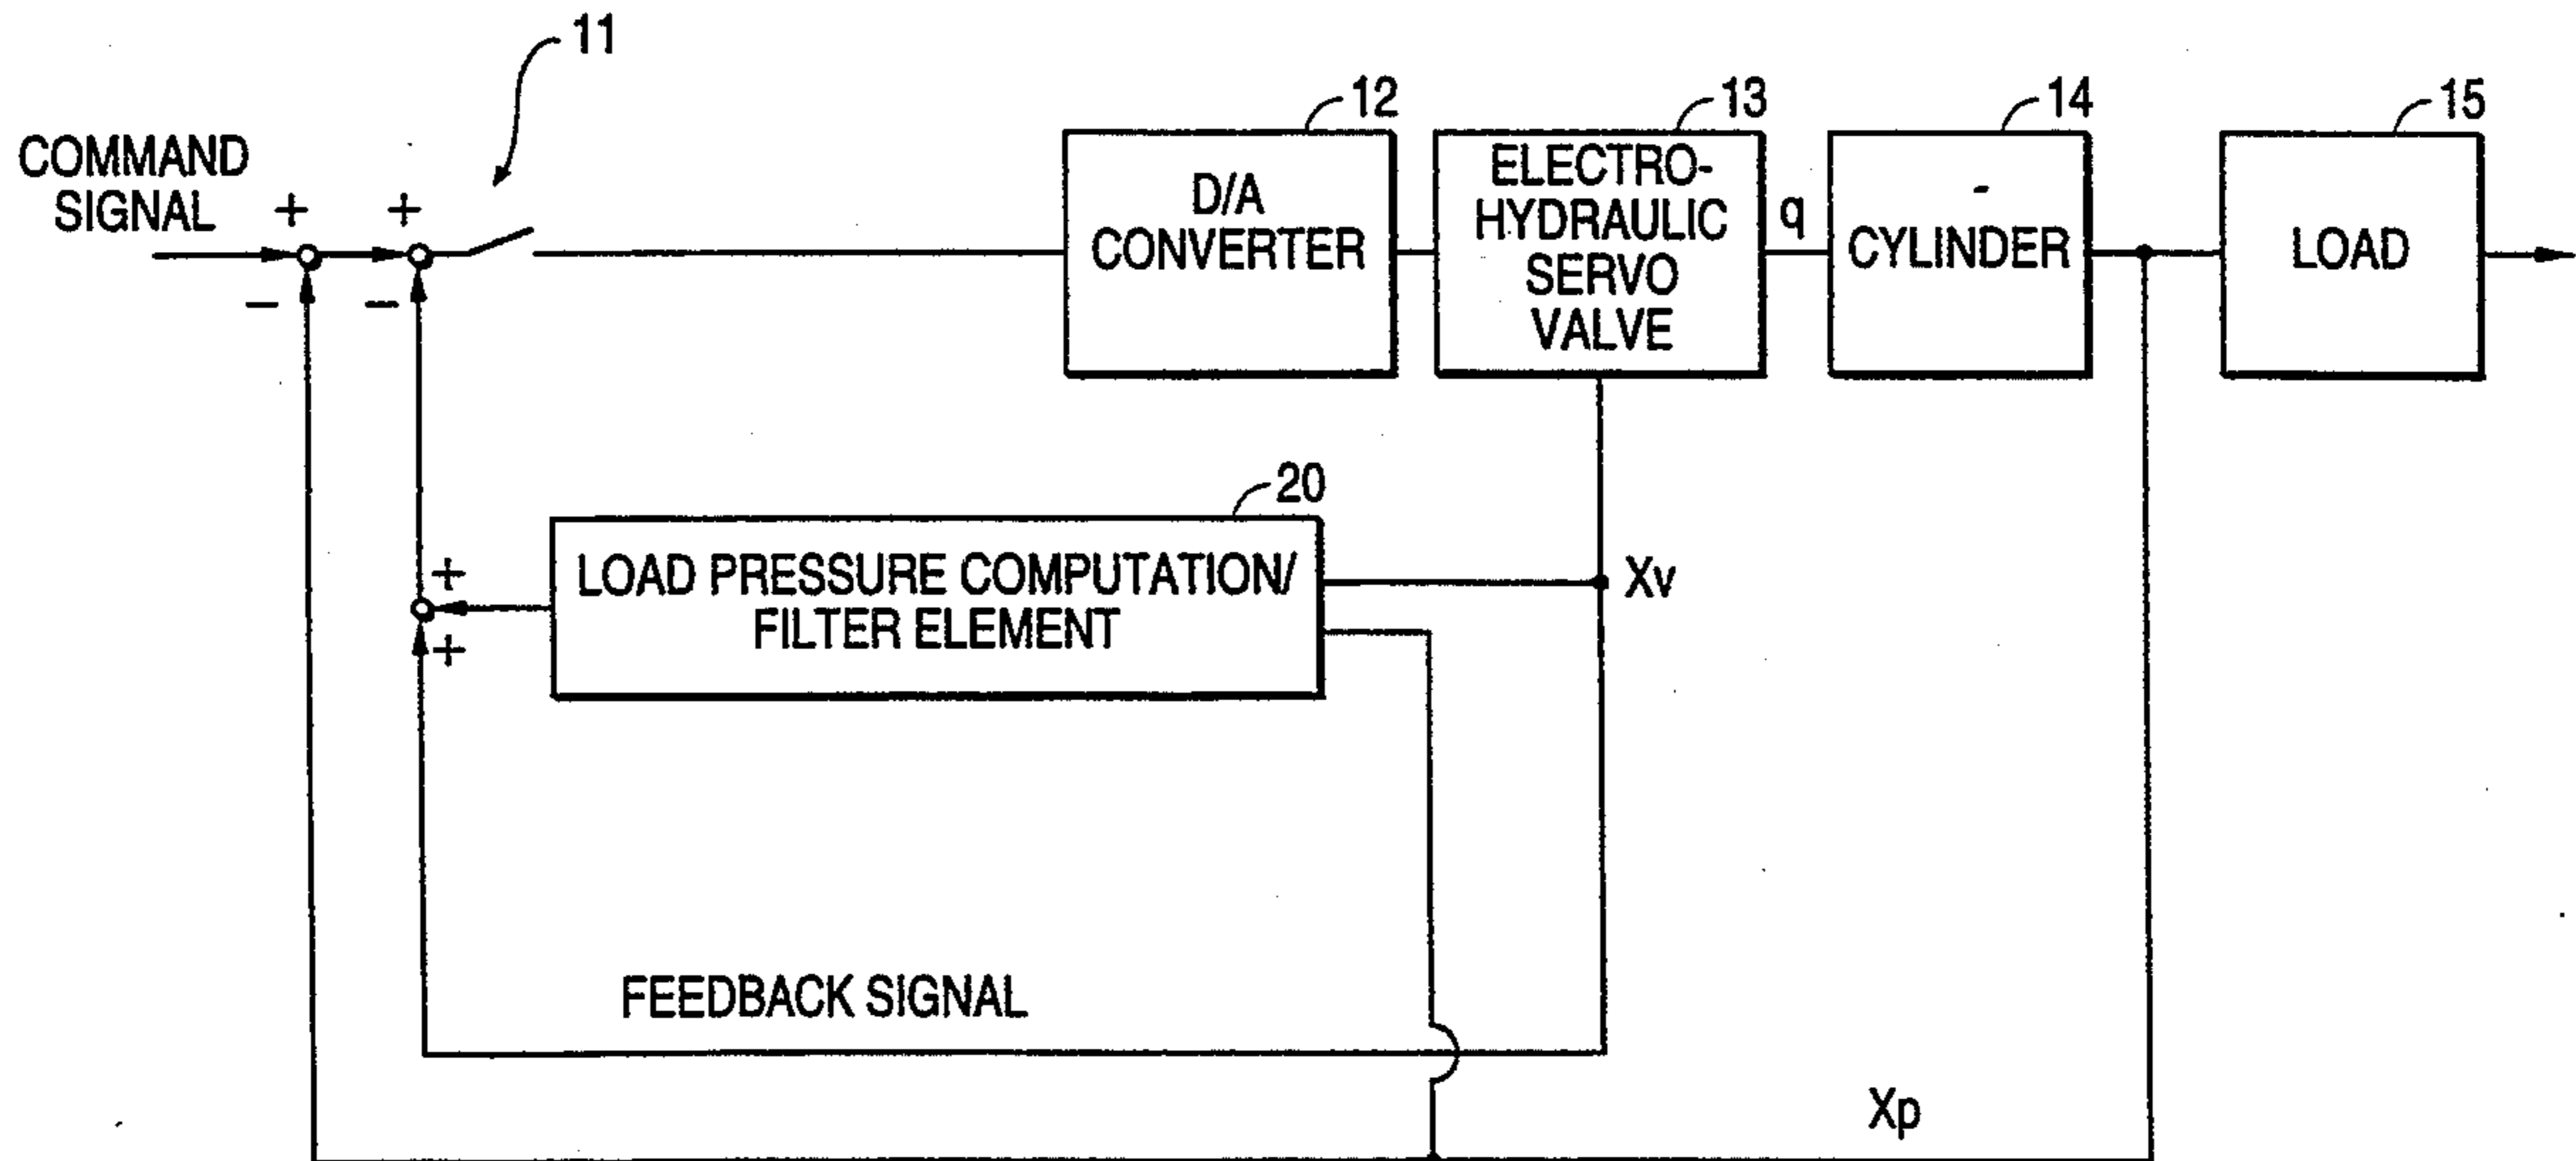 11
COMMAND
SIGNAL
+
+
−
−
12
D/A
CONVERTER
13
ELECTRO-
HYDRAULIC
SERVO
VALVE
q
14
CYLINDER
15
LOAD
20
LOAD PRESSURE COMPUTATION/
FILTER ELEMENT
+
+
Xv
FEEDBACK SIGNAL
Xp